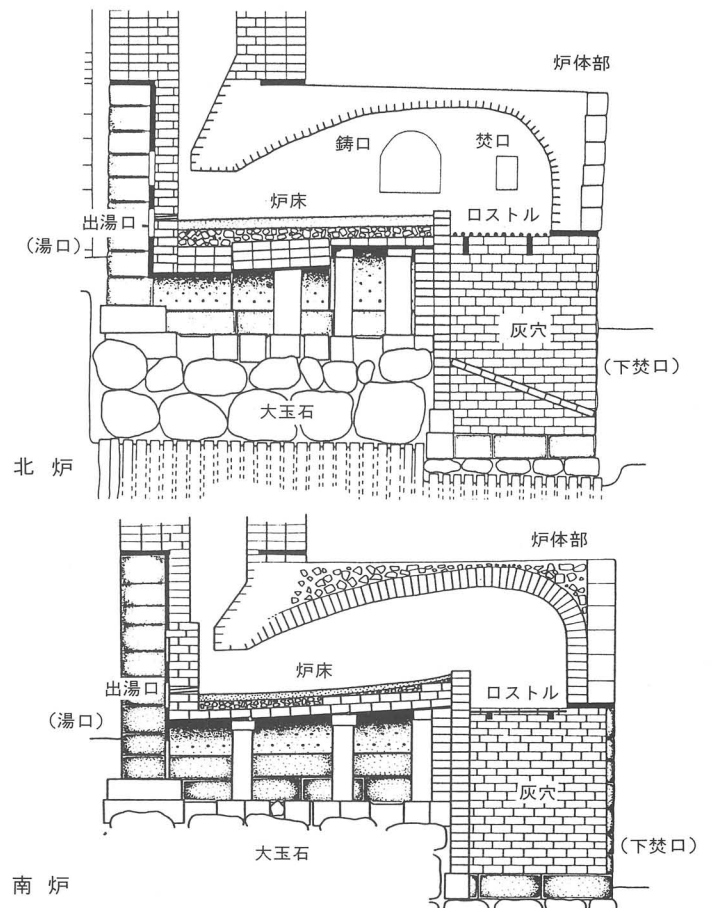 炉体部
鋳口
焚口
炉床
ロストル
出湯口
(湯口)
灰穴
(下焚口)
大玉石
北 炉
炉体部
炉床
ロストル
出湯口
(湯口)
灰穴
(下焚口)
大玉石
南 炉